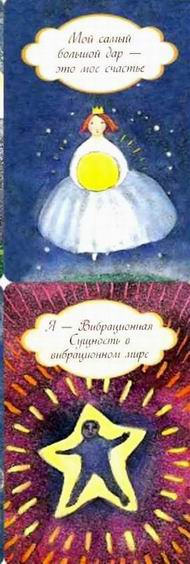 Мой самый
большой дар —
это мое счастье
Я — Вибрационная
Сущность в
вибрационном мире